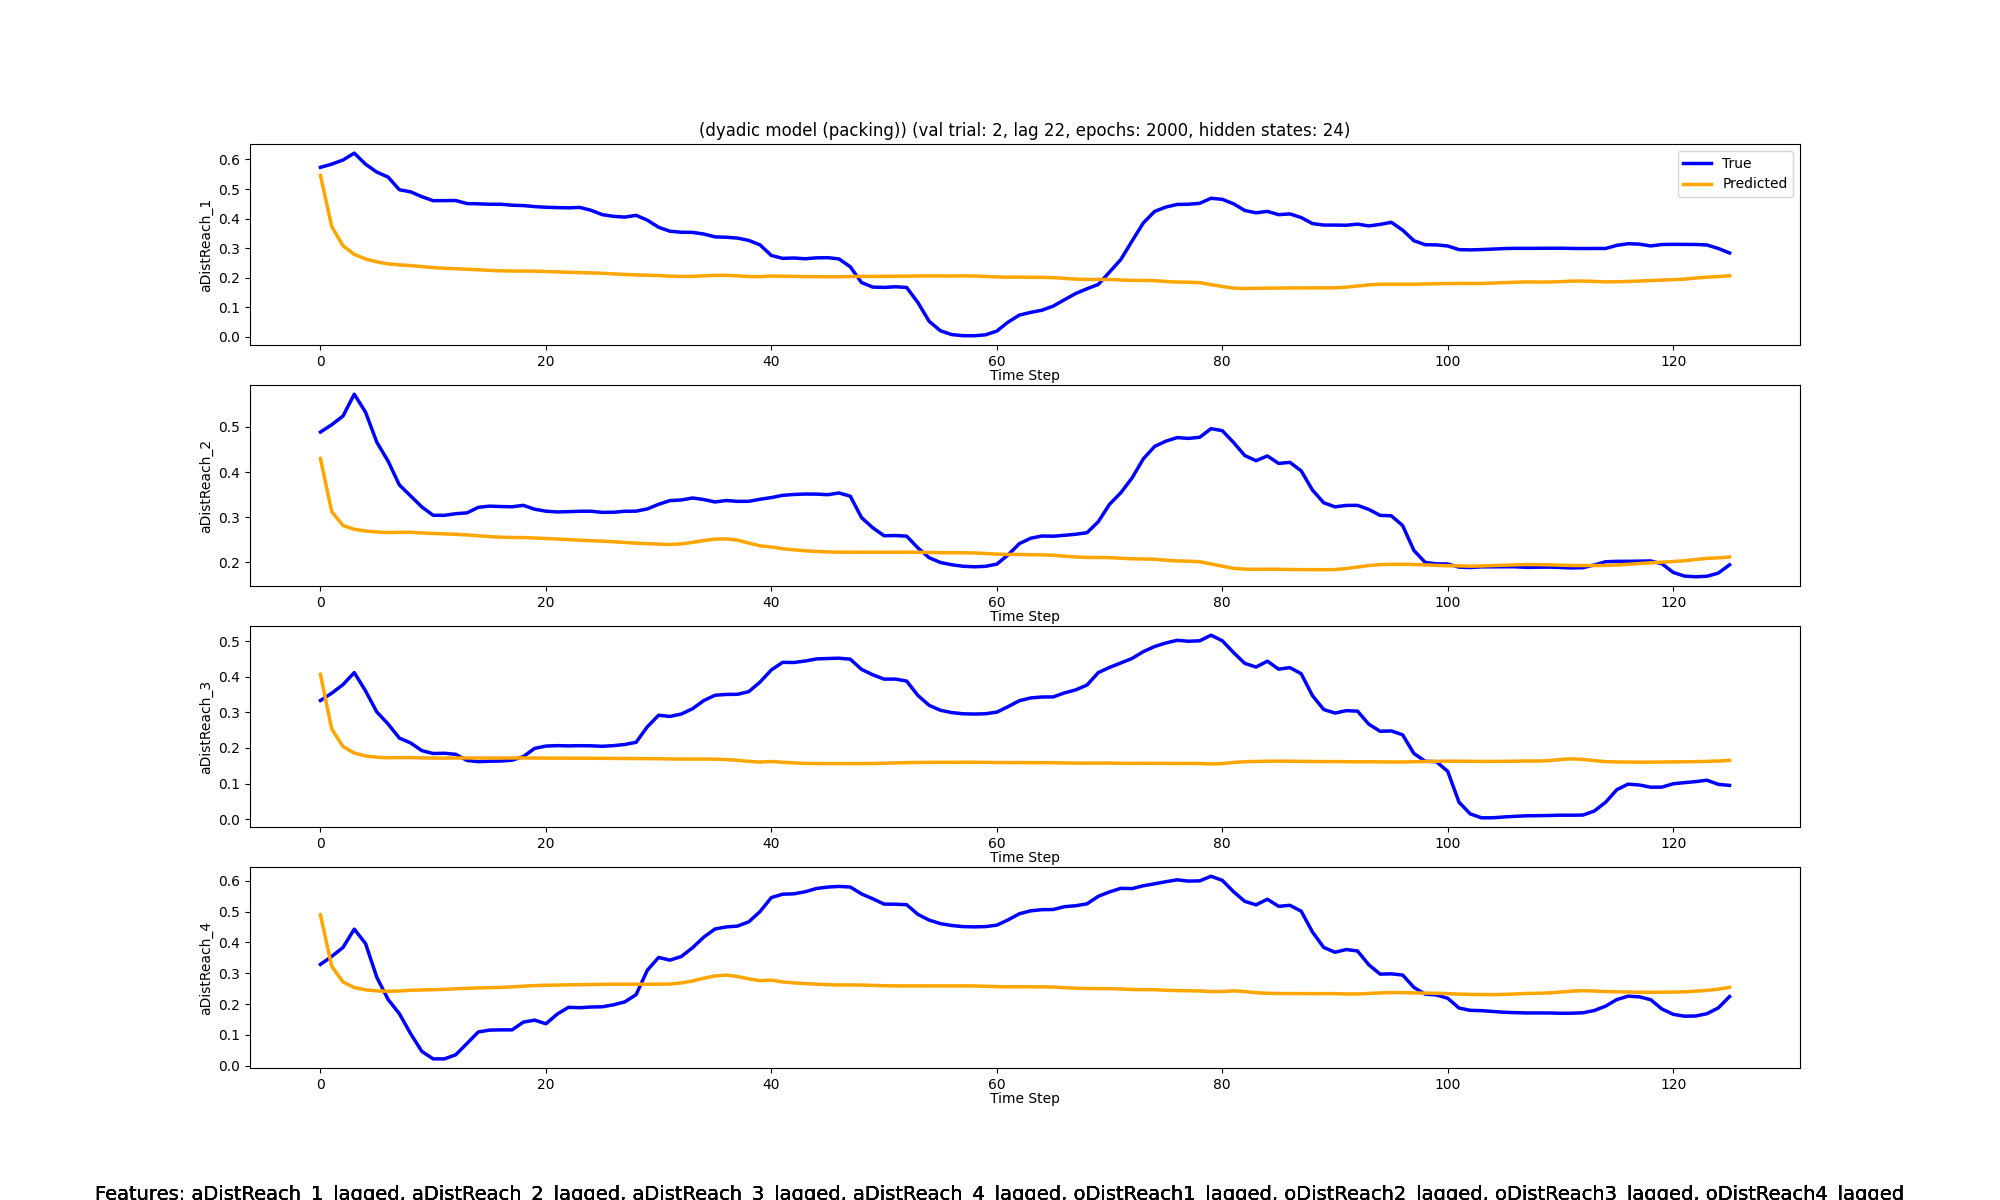 (dyadic model (packing)) (val trial: 2, lag 22, epochs: 2000, hidden states: 24)
True
Predicted
aDistReach_1
0.6
0.5
0.4
0.3
0.2
0.1
0.0
0 20 40 60 80 100 120
Time Step
aDistReach_2
0.5
0.4
0.3
0.2
0 20 40 60 80 100 120
Time Step
aDistReach_3
0.5
0.4
0.3
0.2
0.1
0.0
0 20 40 60 80 100 120
Time Step
aDistReach_4
0.6
0.5
0.4
0.3
0.2
0.1
0.0
0 20 40 60 80 100 120
Time Step
Features: aDistReach_1_lagged, aDistReach_2_lagged, aDistReach_3_lagged, aDistReach_4_lagged, oDistReach1_lagged, oDistReach2_lagged, oDistReach3_lagged, oDistReach4_lagged